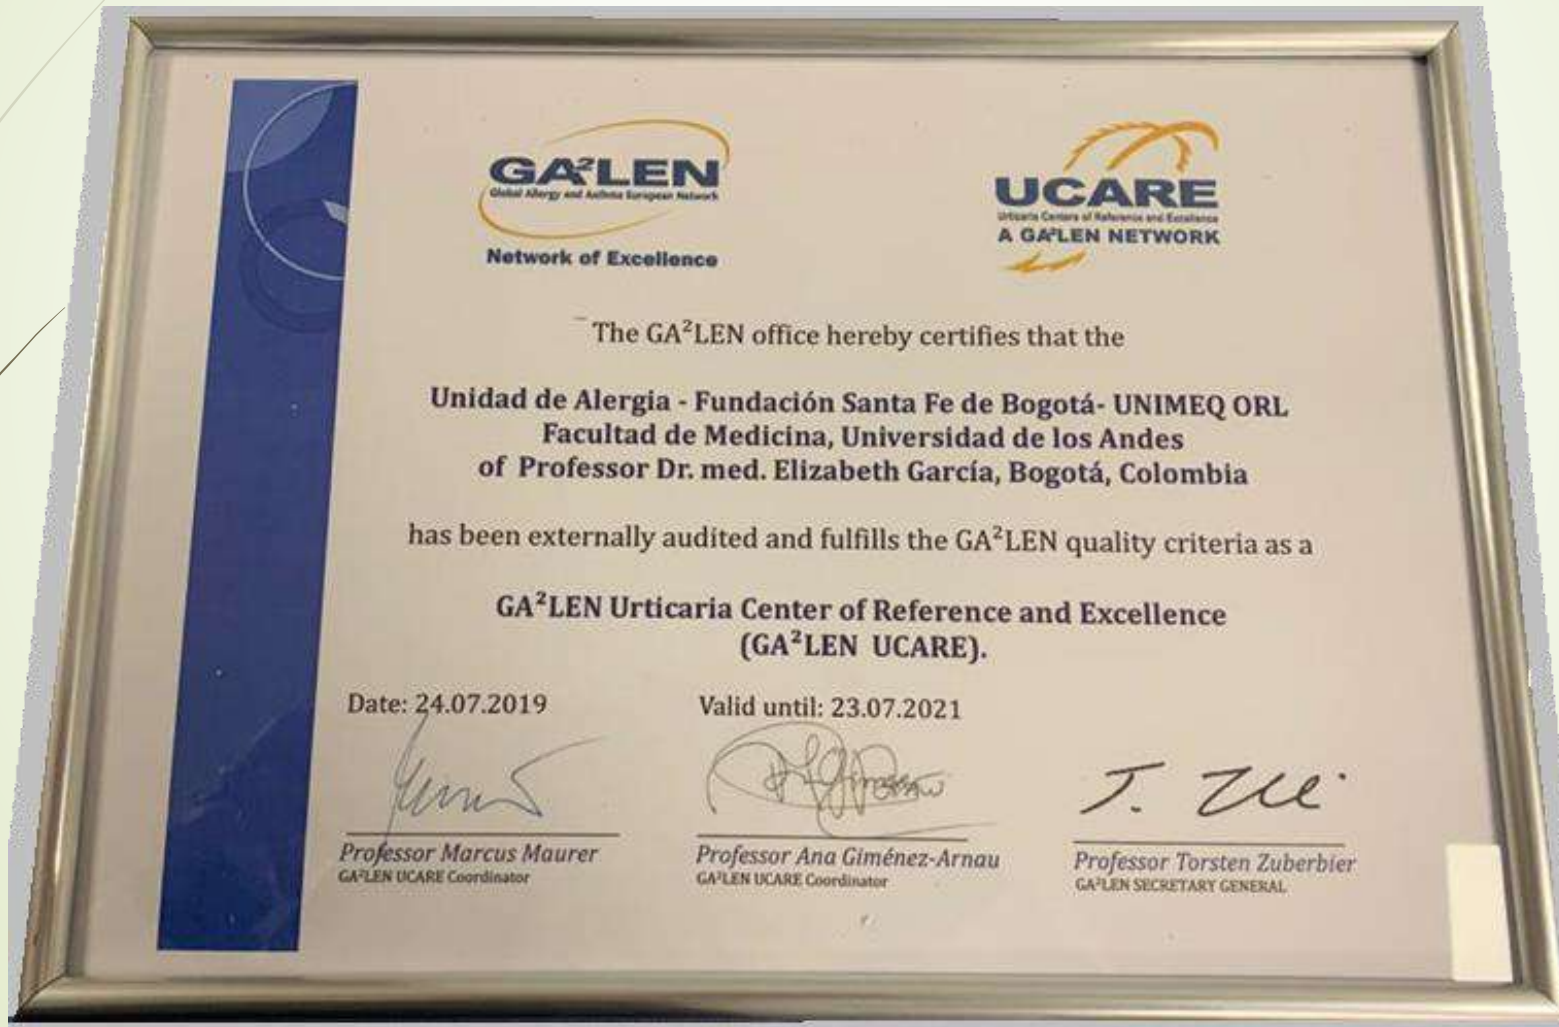 GA²LEN
Global Allergy and Asthma European Network
Network of Excellence
UCARE
Urticaria Centers of Reference and Excellence
A GA²LEN NETWORK
The GA²LEN office hereby certifies that the
Unidad de Alergia - Fundación Santa Fe de Bogotá- UNIMEQ ORL
Facultad de Medicina, Universidad de los Andes
of Professor Dr. med. Elizabeth García, Bogotá, Colombia
has been externally audited and fulfills the GA²LEN quality criteria as a
GA²LEN Urticaria Center of Reference and Excellence
(GA²LEN UCARE).
Date: 24.07.2019 Valid until: 23.07.2021
Professor Marcus Maurer Professor Ana Giménez-Arnau Professor Torsten Zuberbier
GA²LEN UCARE Coordinator GA²LEN UCARE Coordinator GA²LEN SECRETARY GENERAL